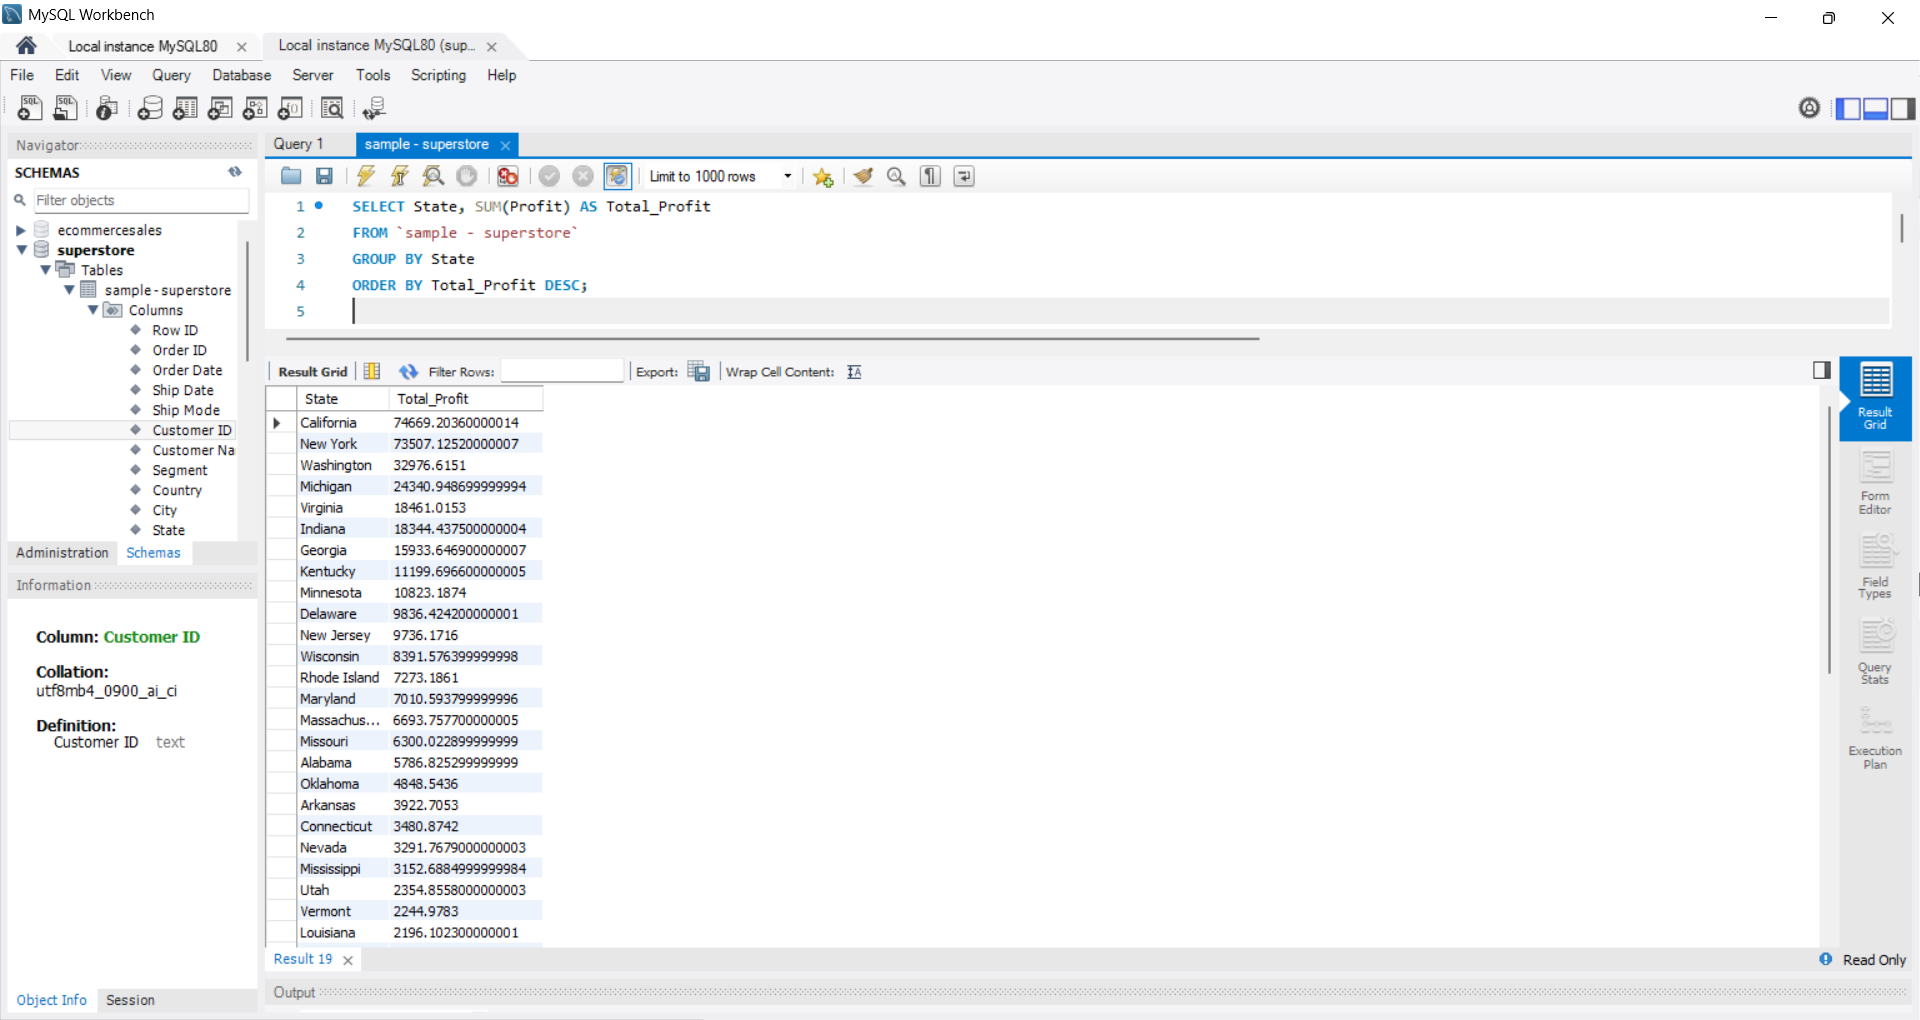 MySQL Workbench
Local instance MySQL80
Local instance MySQL80 (sup...
File Edit View Query Database Server Tools Scripting Help
Navigator
SCHEMAS
Filter objects
ecommercesales
superstore
Tables
sample - superstore
Columns
Row ID
Order ID
Order Date
Ship Date
Ship Mode
Customer ID
Customer Na
Segment
Country
City
State
Administration Schemas
Information
Column: Customer ID
Collation:
utf8mb4_0900_ai_ci
Definition:
Customer ID text
Object Info Session
Query 1
sample - superstore
Limit to 1000 rows
1 SELECT State, SUM(Profit) AS Total_Profit
2 FROM `sample - superstore`
3 GROUP BY State
4 ORDER BY Total_Profit DESC;
5
Result Grid Filter Rows: Export: Wrap Cell Content:
State Total_Profit
California 74669.20360000014
New York 73507.12520000007
Washington 32976.6151
Michigan 24340.948699999994
Virginia 18461.0153
Indiana 18344.437500000004
Georgia 15933.646900000007
Kentucky 11199.696600000005
Minnesota 10823.1874
Delaware 9836.424200000001
New Jersey 9736.1716
Wisconsin 8391.576399999998
Rhode Island 7273.1861
Maryland 7010.593799999996
Massachus... 6693.757700000005
Missouri 6300.022899999999
Alabama 5786.825299999999
Oklahoma 4848.5436
Arkansas 3922.7053
Connecticut 3480.8742
Nevada 3291.7679000000003
Mississippi 3152.6884999999984
Utah 2354.8558000000003
Vermont 2244.9783
Louisiana 2196.102300000001
Result
Grid
Form
Editor
Field
Types
Query
Stats
Execution
Plan
Result 19
Read Only
Output